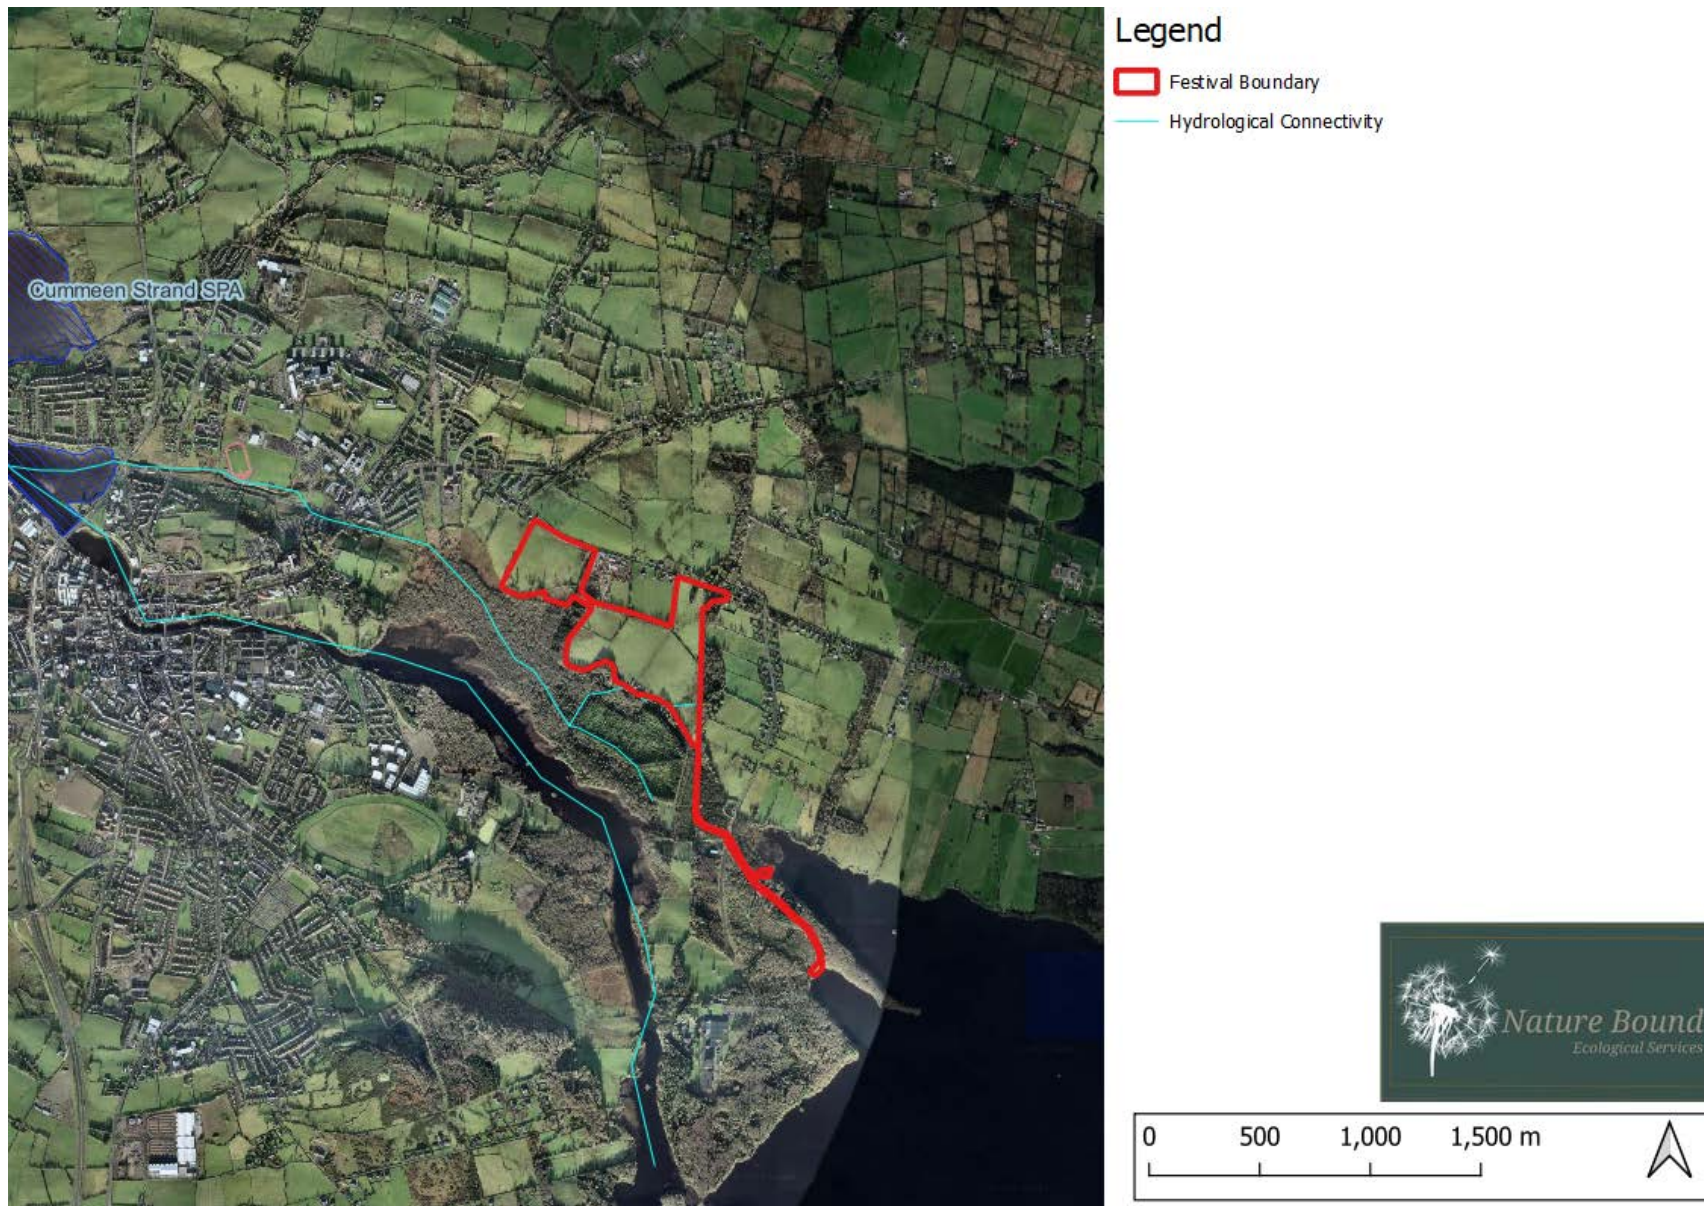 Legend
Festival Boundary
Hydrological Connectivity
Cummeen Strand SPA
Nature Bound
Ecological Services
0 500 1,000 1,500 m